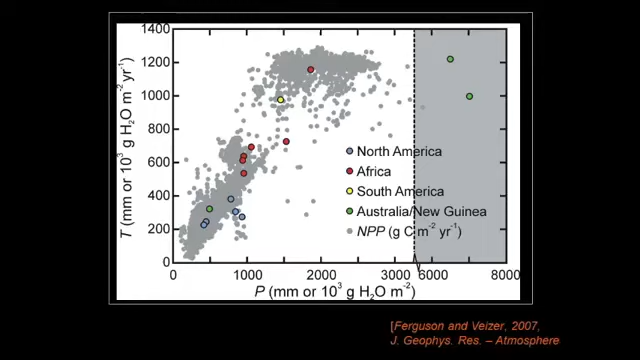 1400
1200
1000
800
600
400
200
0
T (mm or 10³ g H₂O m⁻² yr⁻¹)
North America
Africa
South America
Australia/New Guinea
NPP (g C m⁻² yr⁻¹)
0 1000 2000 3000 6000 8000
P (mm or 10³ g H₂O m⁻²)
[Ferguson and Veizer, 2007,
J. Geophys. Res. – Atmosphere